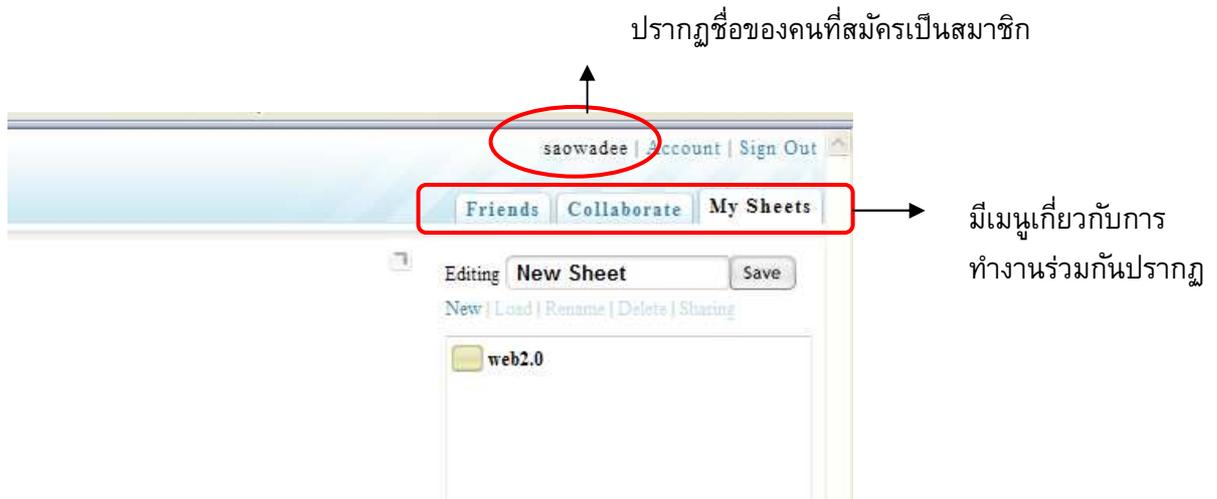 ปรากฏชื่อของคนที่สมัครเป็นสมาชิก
saowadee | Account | Sign Out
Friends Collaborate My Sheets
มีเมนูเกี่ยวกับการ
ทำงานร่วมกันปรากฏ
Editing New Sheet Save
New | Load | Rename | Delete | Sharing
web2.0